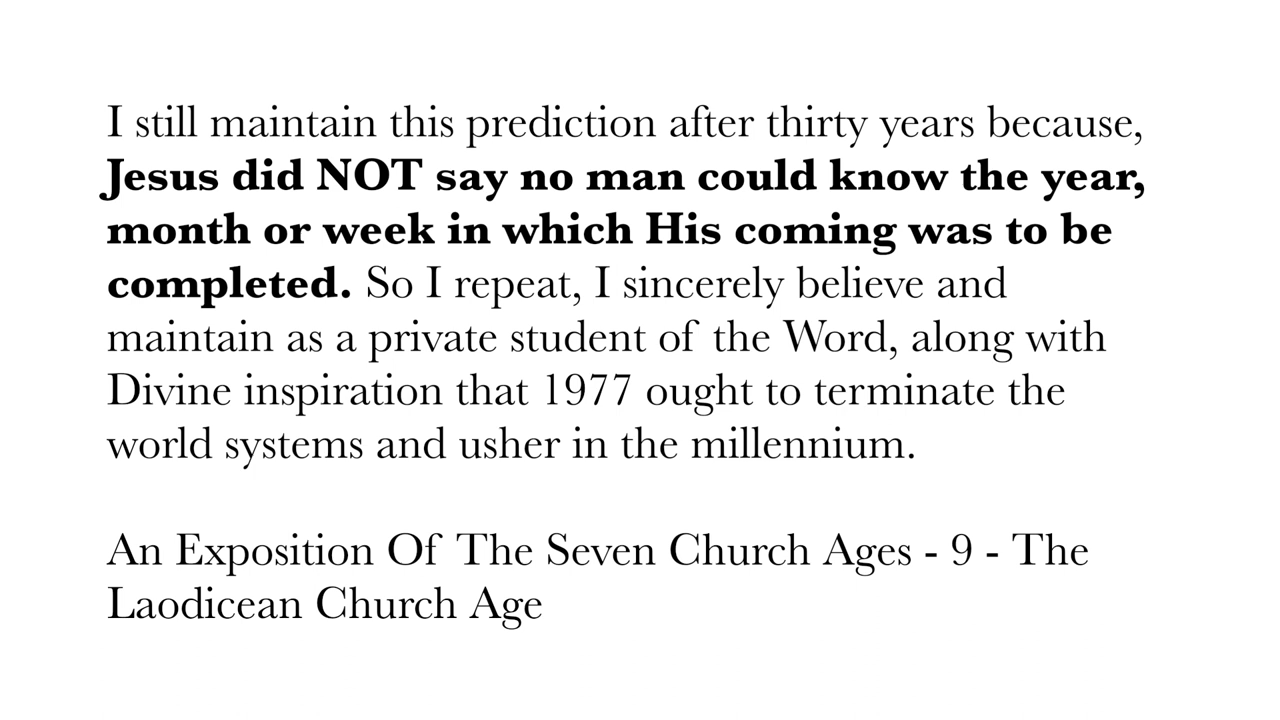 I still maintain this prediction after thirty years because,
Jesus did NOT say no man could know the year,
month or week in which His coming was to be
completed. So I repeat, I sincerely believe and
maintain as a private student of the Word, along with
Divine inspiration that 1977 ought to terminate the
world systems and usher in the millennium.
An Exposition Of The Seven Church Ages - 9 - The
Laodicean Church Age